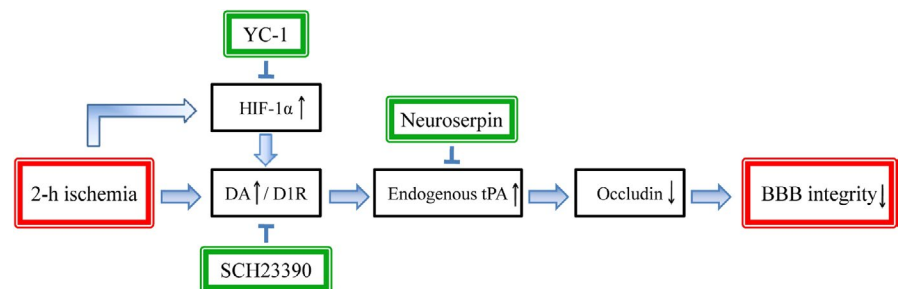 YC-1
HIF-1α ↑
Neuroserpin
2-h ischemia
DA↑/ D1R
Endogenous tPA↑
Occludin↓
BBB integrity↓
SCH23390